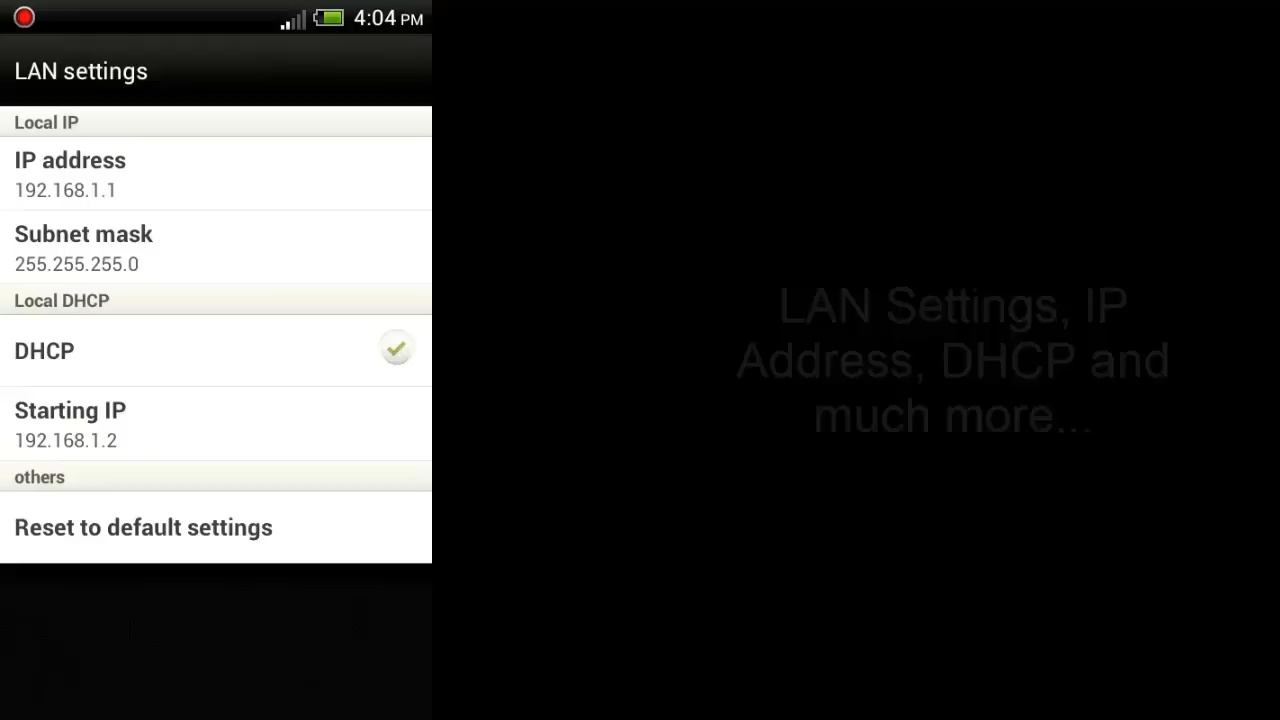 4:04 PM
LAN settings
Local IP
IP address
192.168.1.1
Subnet mask
255.255.255.0
Local DHCP
DHCP
Starting IP
192.168.1.2
others
Reset to default settings
LAN Settings, IP
Address, DHCP and
much more...